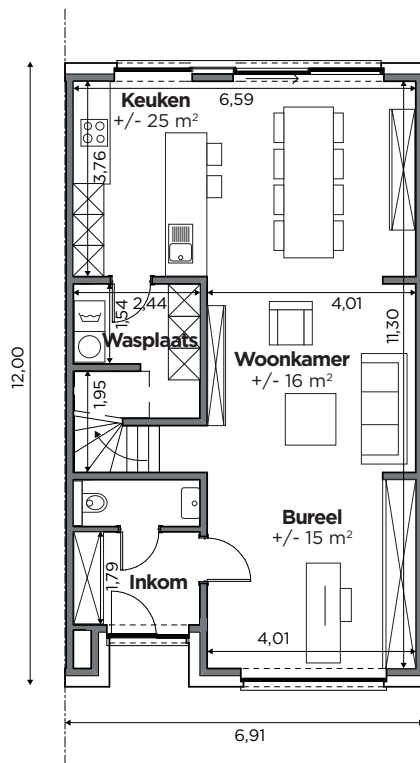 Keuken
6,59
+/- 25 m²
3,76
2,44
4,01
1,54
11,30
Wasplaats
Woonkamer
+/- 16 m²
12,00
1,95
Bureel
+/- 15 m²
1,79
Inkom
4,01
6,91